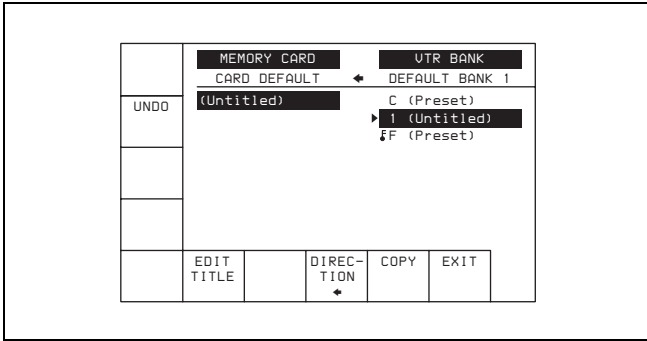 MEMORY CARD VTR BANK
CARD DEFAULT ← DEFAULT BANK 1
UNDO (Untitled) C (Preset)
1 (Untitled)
F (Preset)
EDIT TITLE
DIREC-
TION
←
COPY
EXIT